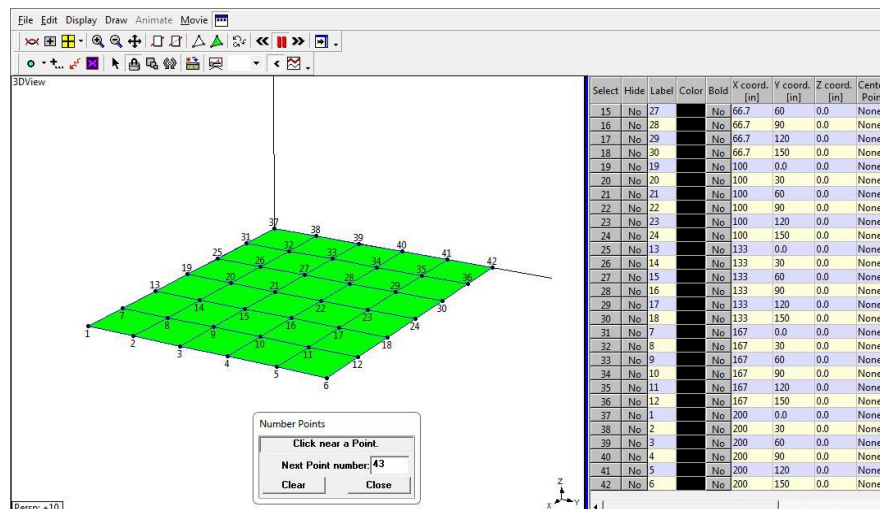 File Edit Display Draw Animate Movie
3DView
37
31 38
25 32 39
19 26 33 40
13 20 27 34 41
7 14 21 28 35 42
1 8 15 22 29 36
2 9 16 23 30
3 10 17 24
4 11 18
5 12
6
Number Points
Click near a Point.
Next Point number: 43
Clear Close
Persp: +10
Z
X Y
Select Hide Label Color Bold X coord. [in] Y coord. [in] Z coord. [in] Cente Poin
15 No 27 No 66.7 60 0.0 None
16 No 28 No 66.7 90 0.0 None
17 No 29 No 66.7 120 0.0 None
18 No 30 No 66.7 150 0.0 None
19 No 19 No 100 0.0 0.0 None
20 No 20 No 100 30 0.0 None
21 No 21 No 100 60 0.0 None
22 No 22 No 100 90 0.0 None
23 No 23 No 100 120 0.0 None
24 No 24 No 100 150 0.0 None
25 No 13 No 133 0.0 0.0 None
26 No 14 No 133 30 0.0 None
27 No 15 No 133 60 0.0 None
28 No 16 No 133 90 0.0 None
29 No 17 No 133 120 0.0 None
30 No 18 No 133 150 0.0 None
31 No 7 No 167 0.0 0.0 None
32 No 8 No 167 30 0.0 None
33 No 9 No 167 60 0.0 None
34 No 10 No 167 90 0.0 None
35 No 11 No 167 120 0.0 None
36 No 12 No 167 150 0.0 None
37 No 1 No 200 0.0 0.0 None
38 No 2 No 200 30 0.0 None
39 No 3 No 200 60 0.0 None
40 No 4 No 200 90 0.0 None
41 No 5 No 200 120 0.0 None
42 No 6 No 200 150 0.0 None